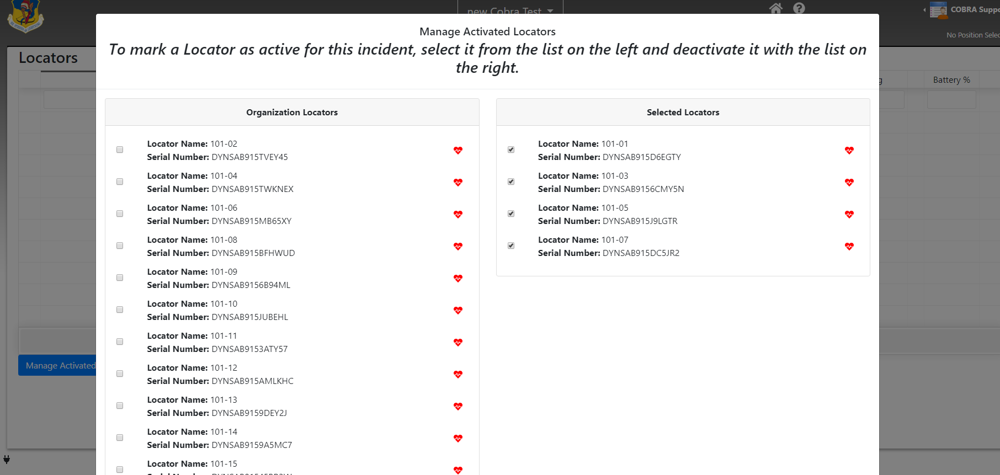 new Cobra Test
COBRA
No Position
Locators
Battery %
Manage Activated
Manage Activated Locators
To mark a Locator as active for this incident, select it from the list on the left and deactivate it with the list on
the right.
Organization Locators
Locator Name: 101-02
Serial Number: DYNSAB915TVEY45
Locator Name: 101-04
Serial Number: DYNSAB915TWKNEX
Locator Name: 101-06
Serial Number: DYNSAB915MB65XY
Locator Name: 101-08
Serial Number: DYNSAB915BFHWUD
Locator Name: 101-09
Serial Number: DYNSAB9156B94ML
Locator Name: 101-10
Serial Number: DYNSAB915JUBEHL
Locator Name: 101-11
Serial Number: DYNSAB9153ATY57
Locator Name: 101-12
Serial Number: DYNSAB915AMLKHC
Locator Name: 101-13
Serial Number: DYNSAB9159DEY2J
Locator Name: 101-14
Serial Number: DYNSAB9159A5MC7
Locator Name: 101-15
Selected Locators
Locator Name: 101-01
Serial Number: DYNSAB915D6EGTY
Locator Name: 101-03
Serial Number: DYNSAB9156CMY5N
Locator Name: 101-05
Serial Number: DYNSAB915J9LGTR
Locator Name: 101-07
Serial Number: DYNSAB915DC5JR2